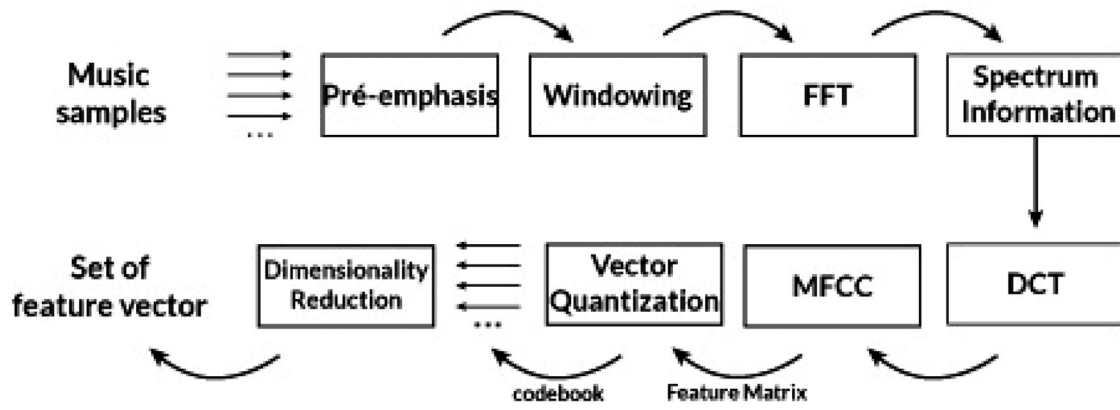 Music
samples
...
Pré-emphasis
Windowing
FFT
Spectrum
Information
Set of
feature vector
Dimensionality
Reduction
...
Vector
Quantization
MFCC
DCT
codebook
Feature Matrix